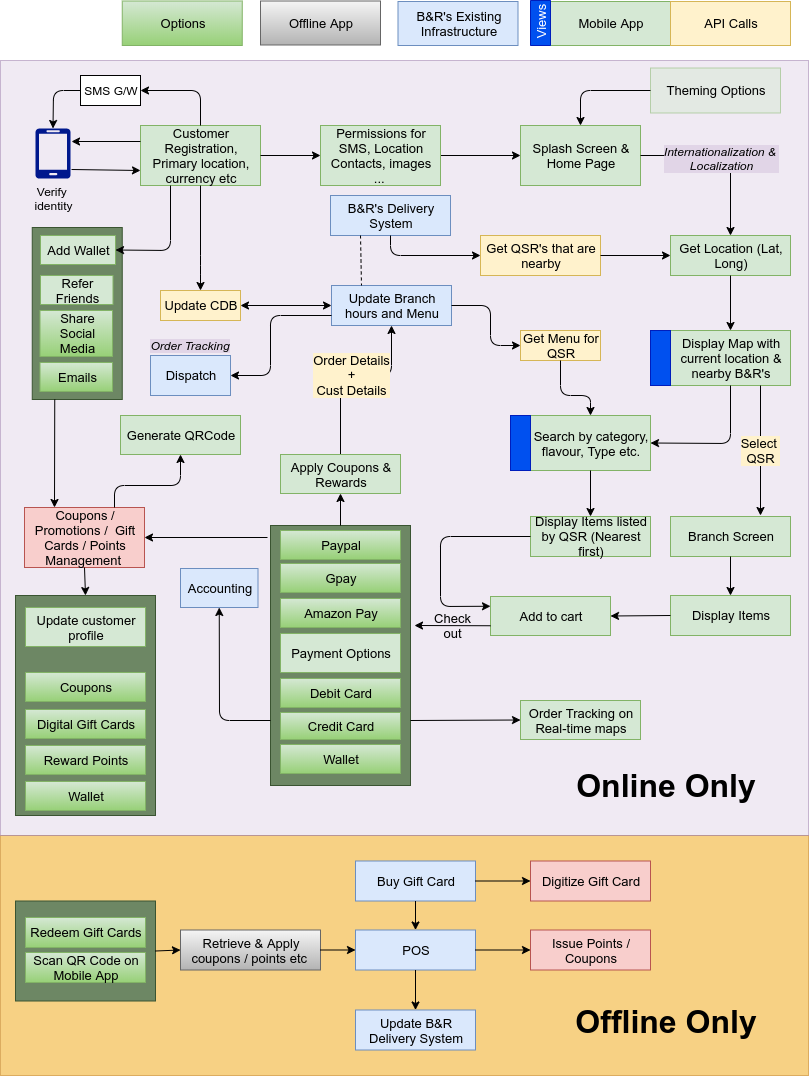 Options
Offline App
B&R's Existing
Infrastructure
Views
Mobile App
API Calls
SMS G/W
Theming Options
Customer
Registration,
Primary location,
currency etc
Permissions for
SMS, Location
Contacts, images
...
Splash Screen &
Home Page
Internationalization &
Localization
Verify
identity
B&R's Delivery
System
Add Wallet
Refer
Friends
Share
Social
Media
Emails
Get QSR's that are
nearby
Get Location (Lat,
Long)
Update CDB
Update Branch
hours and Menu
Order Tracking
Dispatch
Order Details
+
Cust Details
Get Menu for
QSR
Display Map with
current location &
nearby B&R's
Generate QRCode
Search by category,
flavour, Type etc.
Select
QSR
Apply Coupons &
Rewards
Coupons /
Promotions / Gift
Cards / Points
Management
Paypal
Gpay
Amazon Pay
Payment Options
Debit Card
Credit Card
Wallet
Display Items listed
by QSR (Nearest
first)
Branch Screen
Accounting
Add to cart
Display Items
Check
out
Update customer
profile
Coupons
Digital Gift Cards
Reward Points
Wallet
Order Tracking on
Real-time maps
Online Only
Buy Gift Card
Digitize Gift Card
Redeem Gift Cards
Scan QR Code on
Mobile App
Retrieve & Apply
coupons / points etc
POS
Issue Points /
Coupons
Update B&R
Delivery System
Offline Only